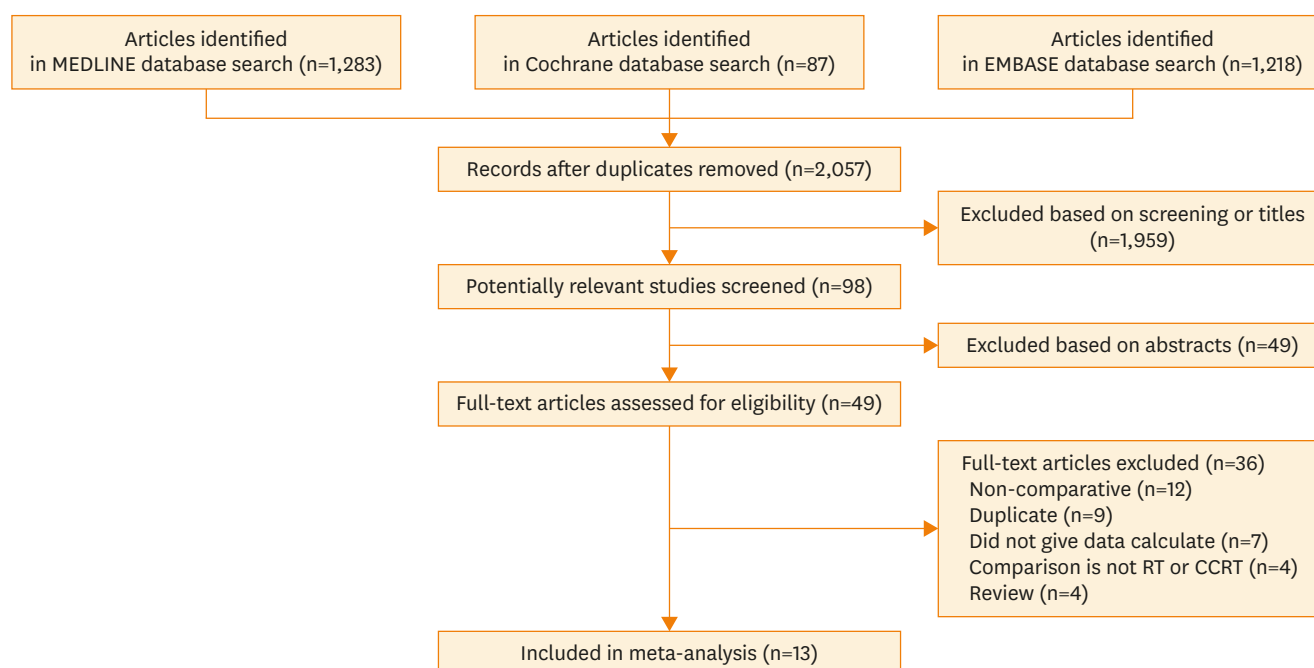 Articles identified
in MEDLINE database search (n=1,283)
Articles identified
in Cochrane database search (n=87)
Articles identified
in EMBASE database search (n=1,218)
Records after duplicates removed (n=2,057)
Excluded based on screening or titles
(n=1,959)
Potentially relevant studies screened (n=98)
Excluded based on abstracts (n=49)
Full-text articles assessed for eligibility (n=49)
Full-text articles excluded (n=36)
Non-comparative (n=12)
Duplicate (n=9)
Did not give data calculate (n=7)
Comparison is not RT or CCRT (n=4)
Review (n=4)
Included in meta-analysis (n=13)